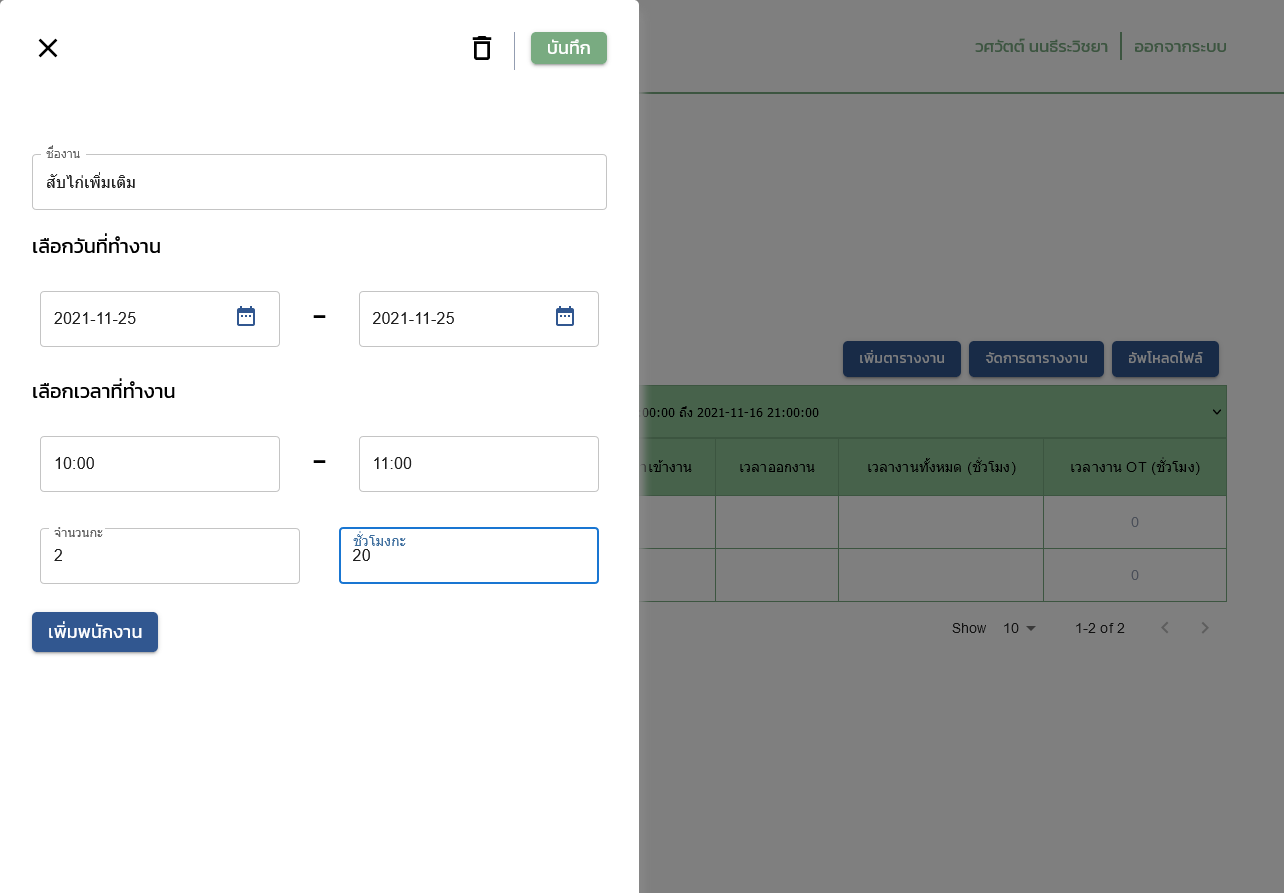 บันทึก
วศวัตต์ นนธีระวิชยา
ออกจากระบบ
ชื่องาน
สับไก่เพิ่มเติม
เลือกวันที่ทำงาน
2021-11-25 – 2021-11-25
เลือกเวลาที่ทำงาน
10:00 – 11:00
จำนวนกะ
2
ชั่วโมงกะ
20
เพิ่มพนักงาน
เพิ่มตารางงาน
จัดการตารางงาน
อัพโหลดไฟล์
00:00 ถึง 2021-11-16 21:00:00
เข้างาน
เวลาออกงาน
เวลางานทั้งหมด (ชั่วโมง)
เวลางาน OT (ชั่วโมง)
0
0
Show 10 1-2 of 2